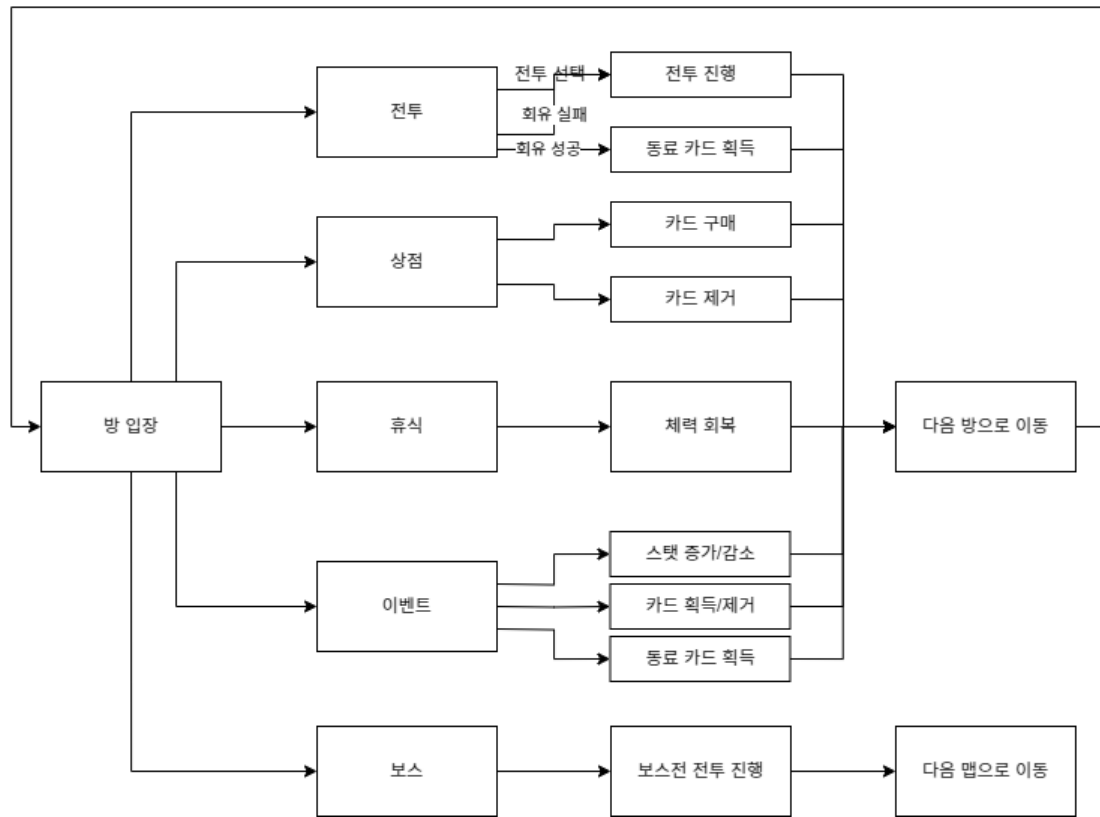 전투
전투 선택
회유 실패
회유 성공
전투 진행
동료 카드 획득
상점
카드 구매
카드 제거
방 입장
휴식
체력 회복
다음 방으로 이동
이벤트
스탯 증가/감소
카드 획득/제거
동료 카드 획득
보스
보스전 전투 진행
다음 맵으로 이동